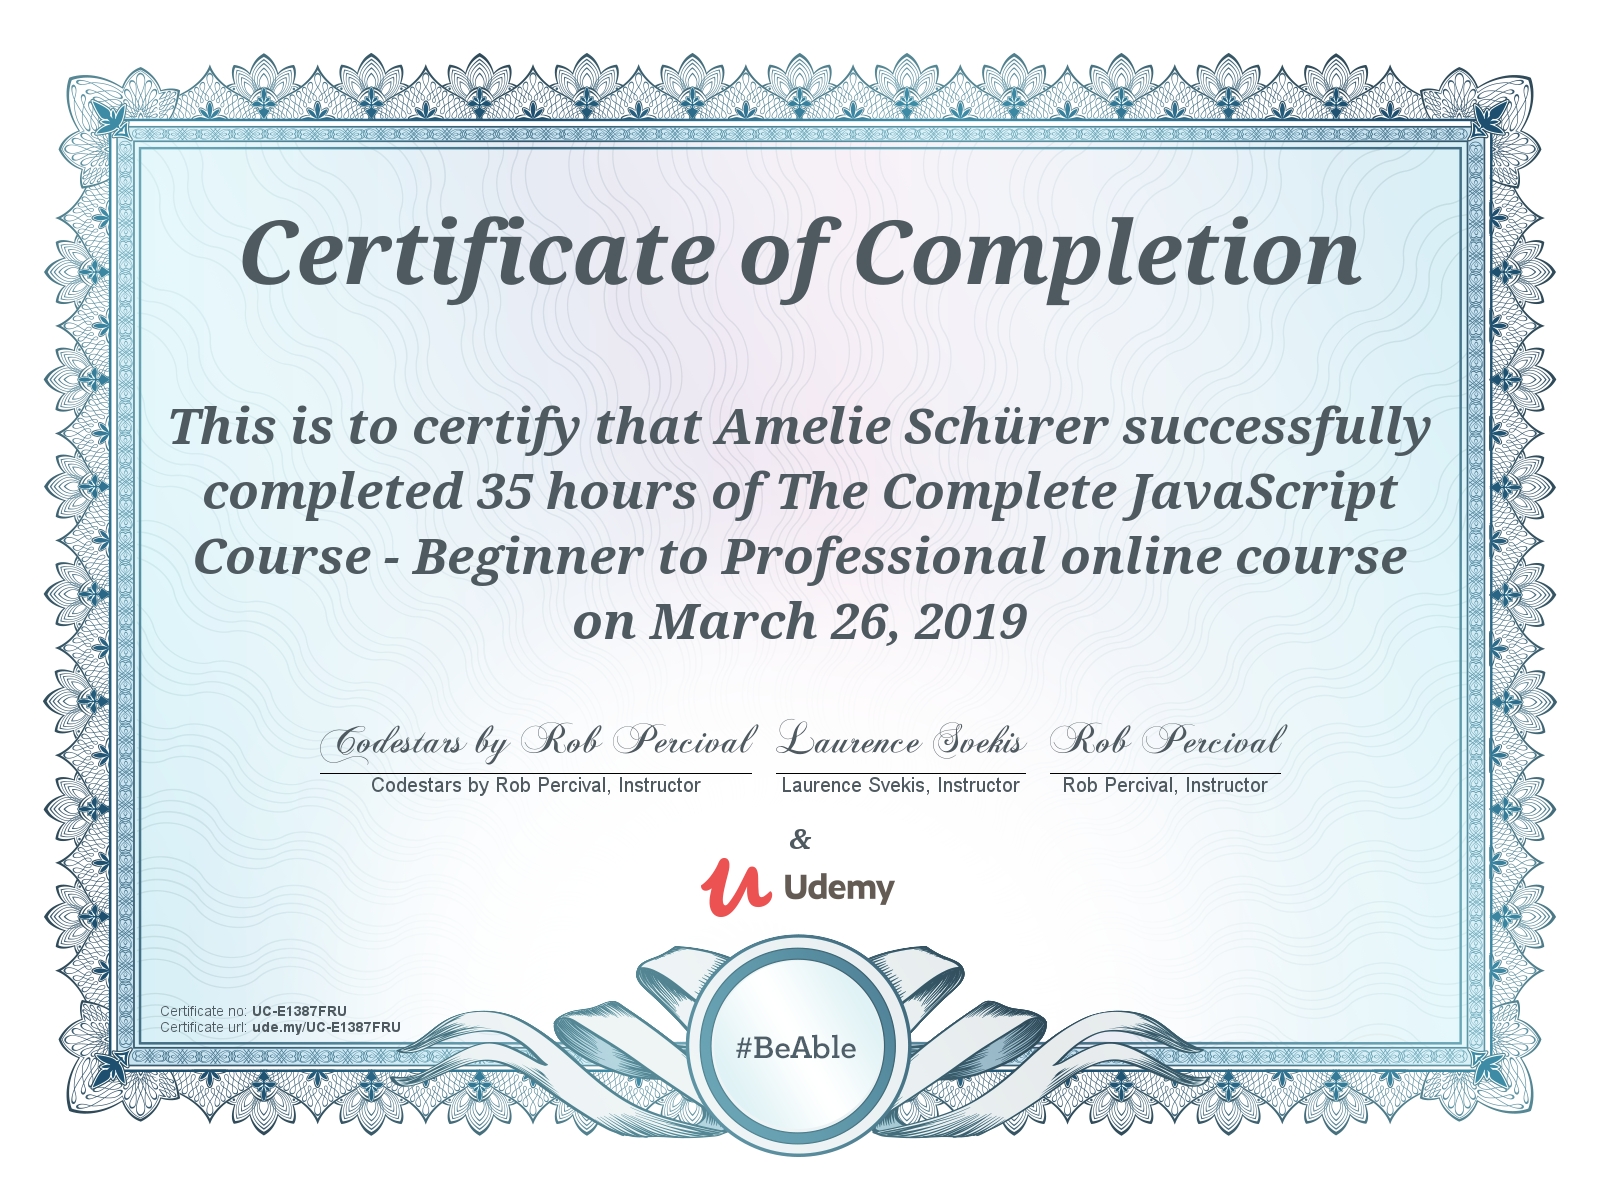 Certificate of Completion
This is to certify that Amelie Schürer successfully
completed 35 hours of The Complete JavaScript
Course - Beginner to Professional online course
on March 26, 2019
Codestars by Rob Percival Laurence Svekis Rob Percival
Codestars by Rob Percival, Instructor Laurence Svekis, Instructor Rob Percival, Instructor
&
Udemy
Certificate no: UC-E1387FRU
Certificate url: ude.my/UC-E1387FRU
#BeAble